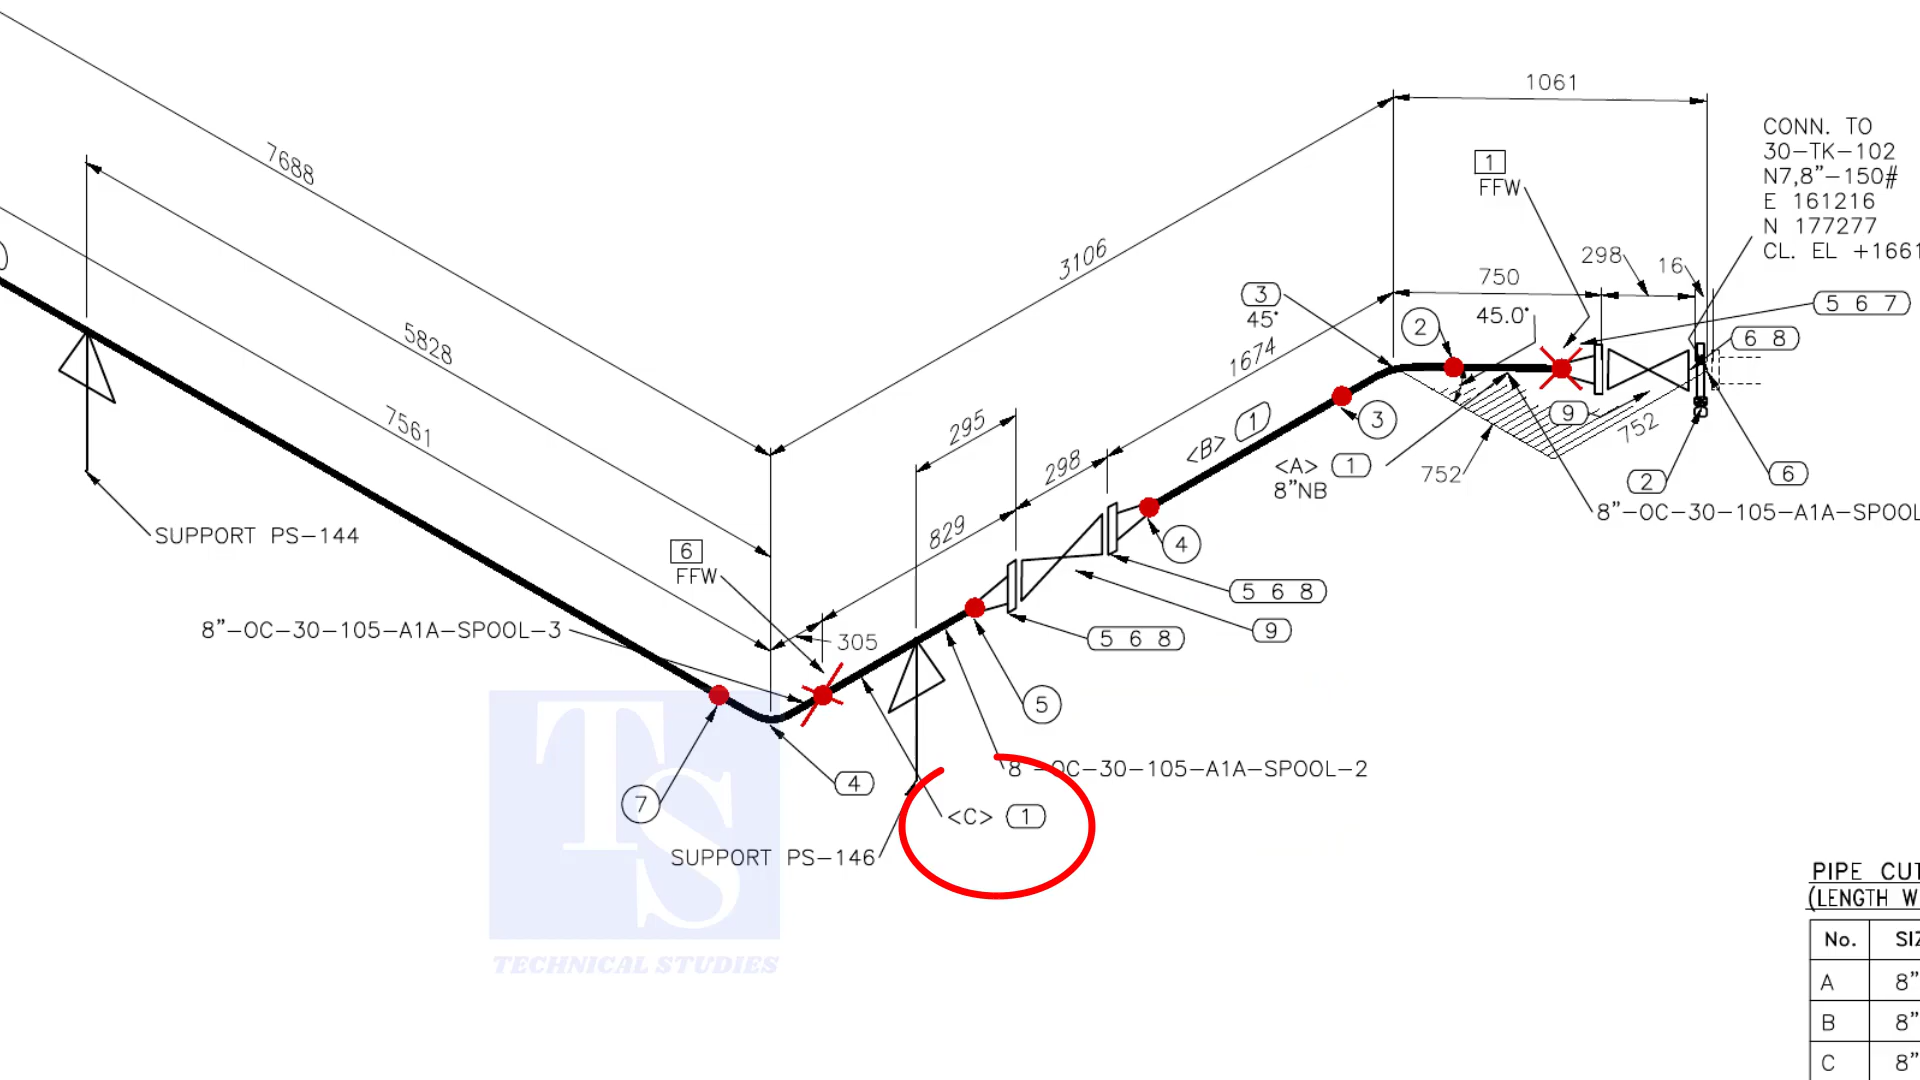 1061
CONN. TO
30-TK-102
N7,8"-150#
E 161216
N 177277
CL. EL +1661
1
FFW
7688
3106
298
16
750
3
45°
45.0°
2
5 6 7
6 8
5828
1674
7561
295
298
<B> 1
3
9
752
752
<A> 1
8"NB
2
6
8"-OC-30-105-A1A-SPOOL
829
SUPPORT PS-144
6
FFW
4
5 6 8
9
5 6 8
8"-OC-30-105-A1A-SPOOL-3
305
5
8 -OC-30-105-A1A-SPOOL-2
4
7
<C> 1
SUPPORT PS-146
TS
TECHNICAL STUDIES
PIPE CUT
(LENGTH W
No. SIZ
A 8"
B 8"
C 8"